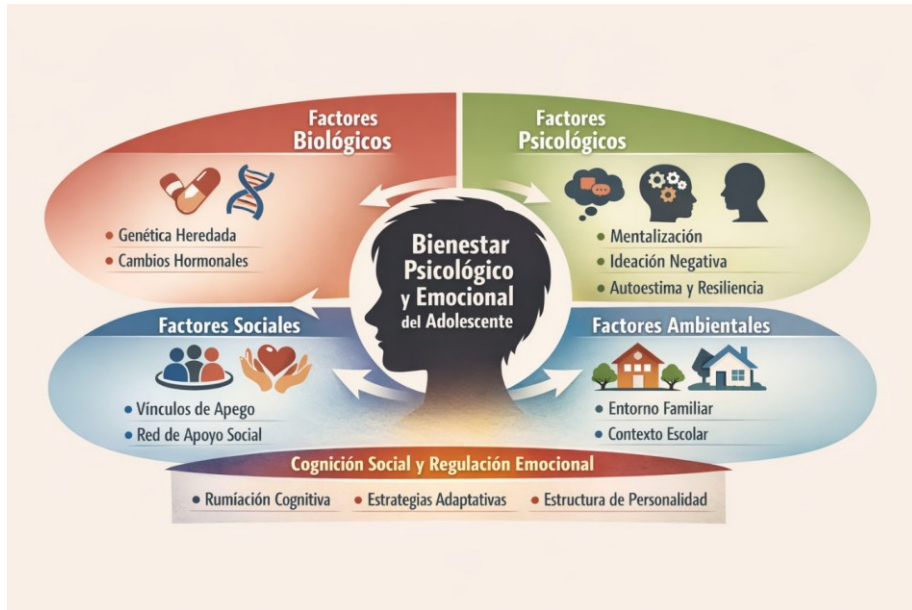 Factores
Biológicos
• Genética Heredada
• Cambios Hormonales
Factores
Psicológicos
• Mentalización
• Ideación Negativa
• Autoestima y Resiliencia
Bienestar
Psicológico
y Emocional
del Adolescente
Factores Sociales
• Vínculos de Apego
• Red de Apoyo Social
Factores Ambientales
• Entorno Familiar
• Contexto Escolar
Cognición Social y Regulación Emocional
• Rumíación Cognitiva • Estrategias Adaptativas • Estructura de Personalidad